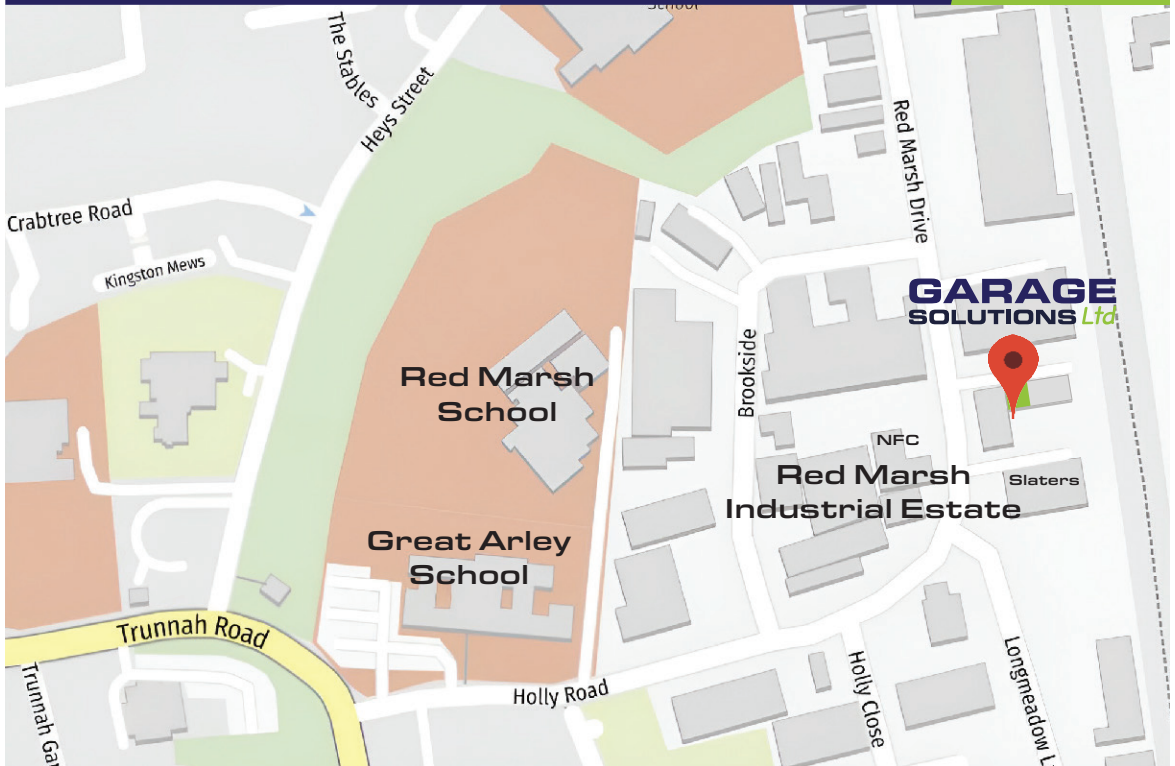 School
The Stables
Heys Street
Red Marsh Drive
Crabtree Road
Kingston Mews
GARAGE
SOLUTIONS Ltd
Brookside
Red Marsh
School
NFC
Red Marsh
Industrial Estate
Slaters
Great Arley
School
Trunnah Road
Holly Road
Holly Close
Longmeadow
Trunnah